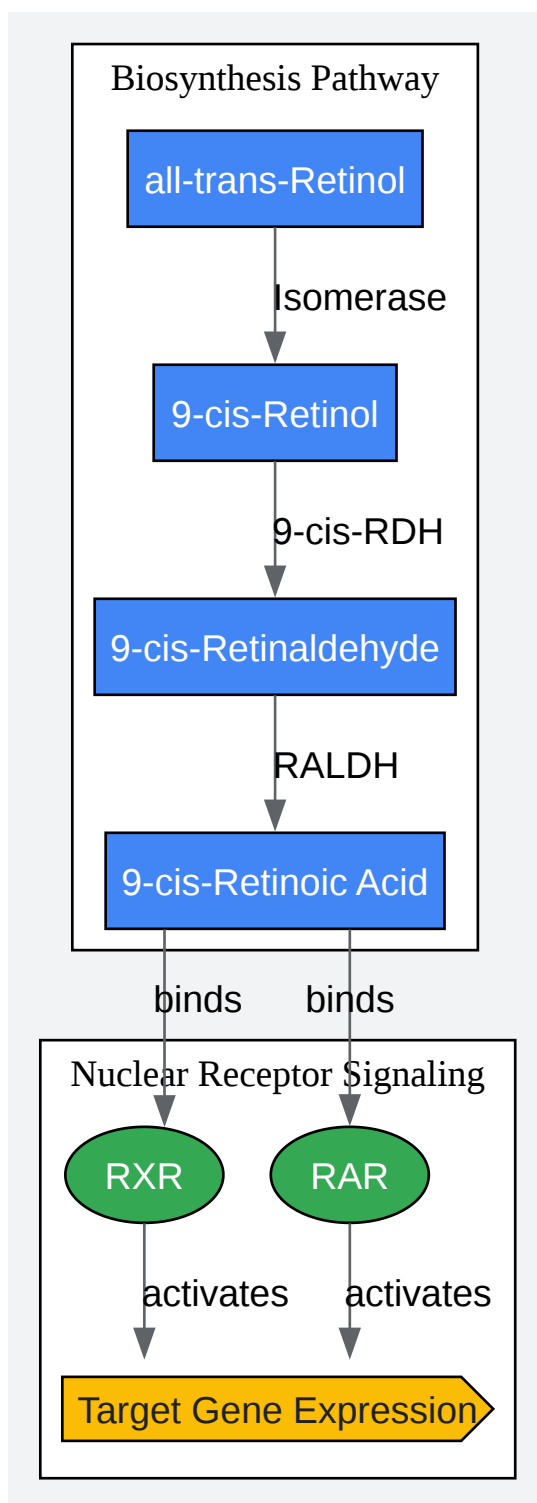 Biosynthesis Pathway
all-trans-Retinol
Isomerase
9-cis-Retinol
9-cis-RDH
9-cis-Retinaldehyde
RALDH
9-cis-Retinoic Acid
binds binds
Nuclear Receptor Signaling
RXR RAR
activates activates
Target Gene Expression